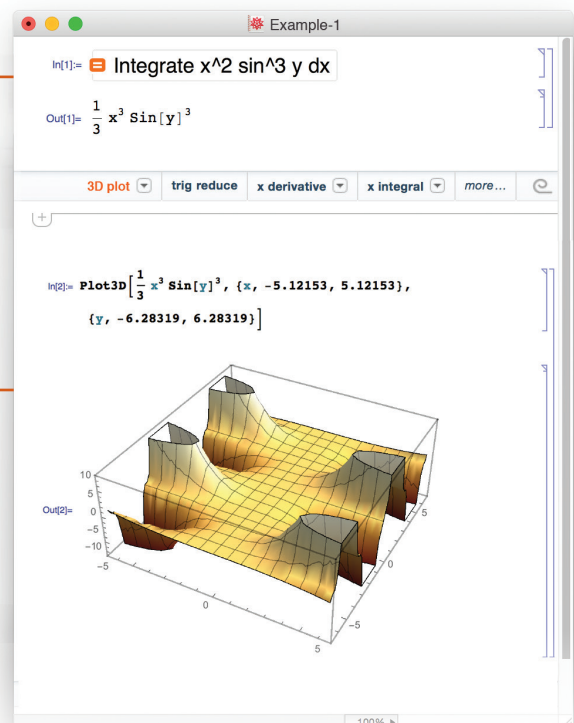 Example-1
In[1]:= = Integrate x^2 sin^3 y dx
Out[1]= 1/3 x³ Sin[y]³
3D plot trig reduce x derivative x integral more...
+
In[2]:= Plot3D[1/3 x³ Sin[y]³, {x, -5.12153, 5.12153},
{y, -6.28319, 6.28319}]
Out[2]=
10
5
0
-5
-10
-5
0
5
-5
0
5
100%